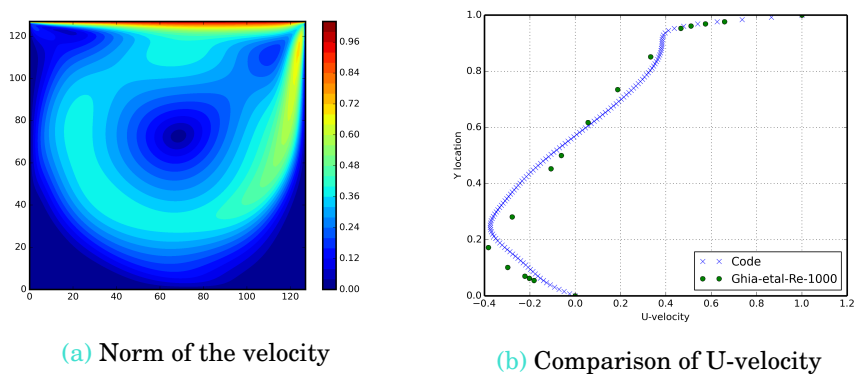 120
100
80
60
40
20
0
0 20 40 60 80 100 120
0.96
0.84
0.72
0.60
0.48
0.36
0.24
0.12
0.00
(a) Norm of the velocity
1.0
0.8
0.6
0.4
0.2
0.0
Y location
−0.4 −0.2 0.0 0.2 0.4 0.6 0.8 1.0 1.2
U-velocity
Code
Ghia-etal-Re-1000
(b) Comparison of U-velocity